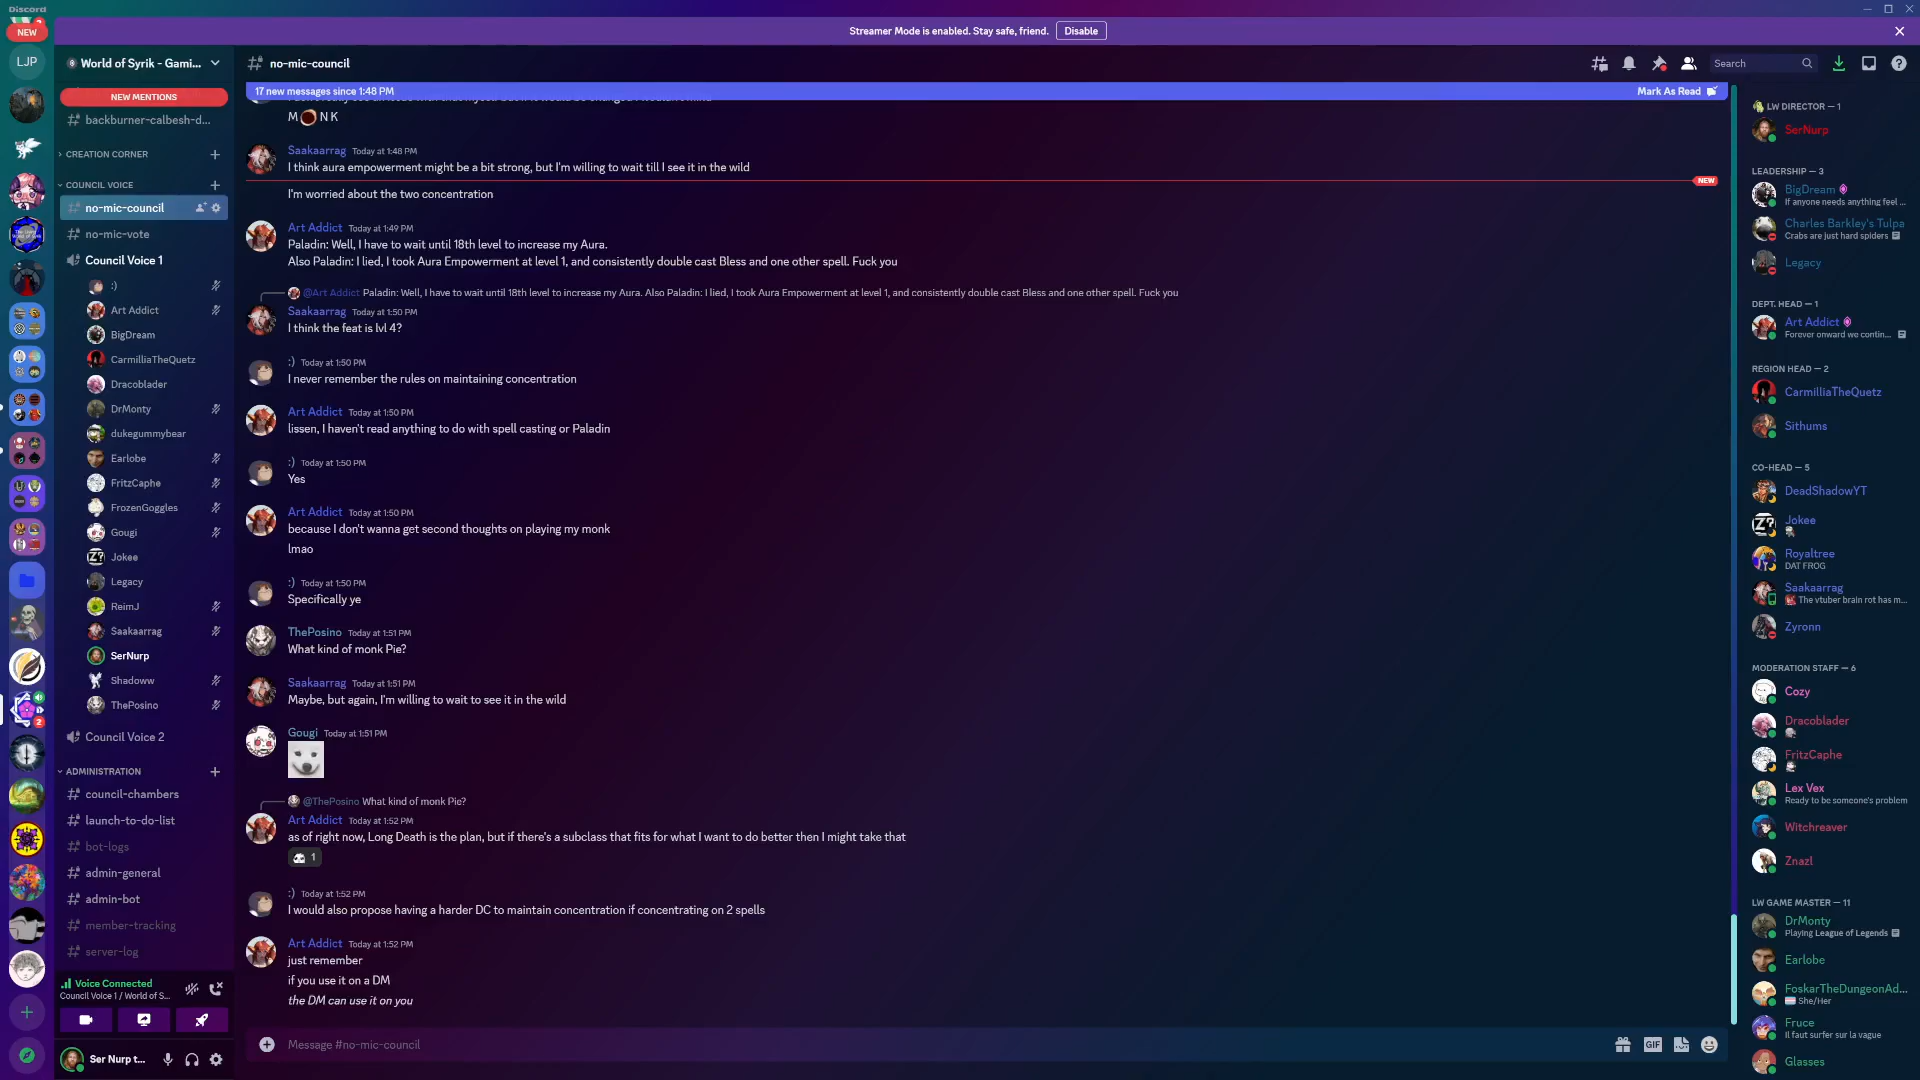 Discord
NEW
LJP
Streamer Mode is enabled. Stay safe, friend.
Disable
World of Syrik - Gami...
NEW MENTIONS
backburner-calbesh-d...
CREATION CORNER
COUNCIL VOICE
no-mic-council
no-mic-vote
Council Voice 1
:)
Art Addict
BigDream
CarmilliaTheQuetz
Dracoblader
DrMonty
dukegummybear
Earlobe
FritzCaphe
FrozenGoggles
Gougi
Jokee
Legacy
ReimJ
Saakaarrag
SerNurp
Shadoww
ThePosino
Council Voice 2
ADMINISTRATION
council-chambers
launch-to-do-list
bot-logs
admin-general
admin-bot
member-tracking
server-log
2
Voice Connected
Council Voice 1 / World of S...
Ser Nurp t...
no-mic-council
Search
17 new messages since 1:48 PM
Mark As Read
M NK
Saakaarrag Today at 1:48 PM
I think aura empowerment might be a bit strong, but I'm willing to wait till I see it in the wild
NEW
I'm worried about the two concentration
Art Addict Today at 1:49 PM
Paladin: Well, I have to wait until 18th level to increase my Aura.
Also Paladin: I lied, I took Aura Empowerment at level 1, and consistently double cast Bless and one other spell. Fuck you
@Art Addict Paladin: Well, I have to wait until 18th level to increase my Aura. Also Paladin: I lied, I took Aura Empowerment at level 1, and consistently double cast Bless and one other spell. Fuck you
Saakaarrag Today at 1:50 PM
I think the feat is lvl 4?
:) Today at 1:50 PM
I never remember the rules on maintaining concentration
Art Addict Today at 1:50 PM
lissen, I haven't read anything to do with spell casting or Paladin
:) Today at 1:50 PM
Yes
Art Addict Today at 1:50 PM
because I don't wanna get second thoughts on playing my monk
lmao
:) Today at 1:50 PM
Specifically ye
ThePosino Today at 1:51 PM
What kind of monk Pie?
Saakaarrag Today at 1:51 PM
Maybe, but again, I'm willing to wait to see it in the wild
Gougi Today at 1:51 PM
@ThePosino What kind of monk Pie?
Art Addict Today at 1:52 PM
as of right now, Long Death is the plan, but if there's a subclass that fits for what I want to do better then I might take that
1
:) Today at 1:52 PM
I would also propose having a harder DC to maintain concentration if concentrating on 2 spells
Art Addict Today at 1:52 PM
just remember
if you use it on a DM
the DM can use it on you
Message #no-mic-council
GIF
LW DIRECTOR — 1
SerNurp
LEADERSHIP — 3
BigDream
If anyone needs anything feel ...
Charles Barkley's Tulpa
Crabs are just hard spiders
Legacy
DEPT. HEAD — 1
Art Addict
Forever onward we contin...
REGION HEAD — 2
CarmilliaTheQuetz
Sithums
CO-HEAD — 5
DeadShadowYT
Jokee
Royaltree
DAT FROG
Saakaarrag
The vtuber brain rot has m...
Zyronn
MODERATION STAFF — 6
Cozy
Dracoblader
FritzCaphe
Lex Vex
Ready to be someone's problem
Witchreaver
Znazl
LW GAME MASTER — 11
DrMonty
Playing League of Legends
Earlobe
FoskarTheDungeonAd...
She/Her
Fruce
Il faut surfer sur la vague
Glasses